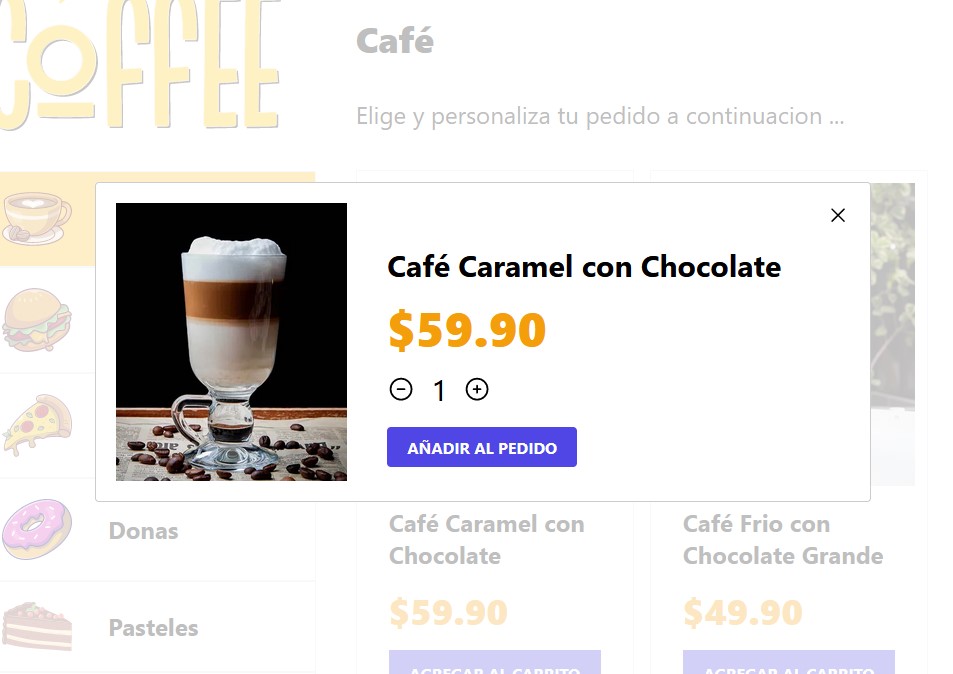 COFFEE
Café
Elige y personaliza tu pedido a continuacion ...
Café Caramel con Chocolate
$59.90
1
AÑADIR AL PEDIDO
Donas
Pasteles
Café Caramel con
Chocolate
$59.90
AGREGAR AL CARRITO
Café Frio con
Chocolate Grande
$49.90
AGREGAR AL CARRITO